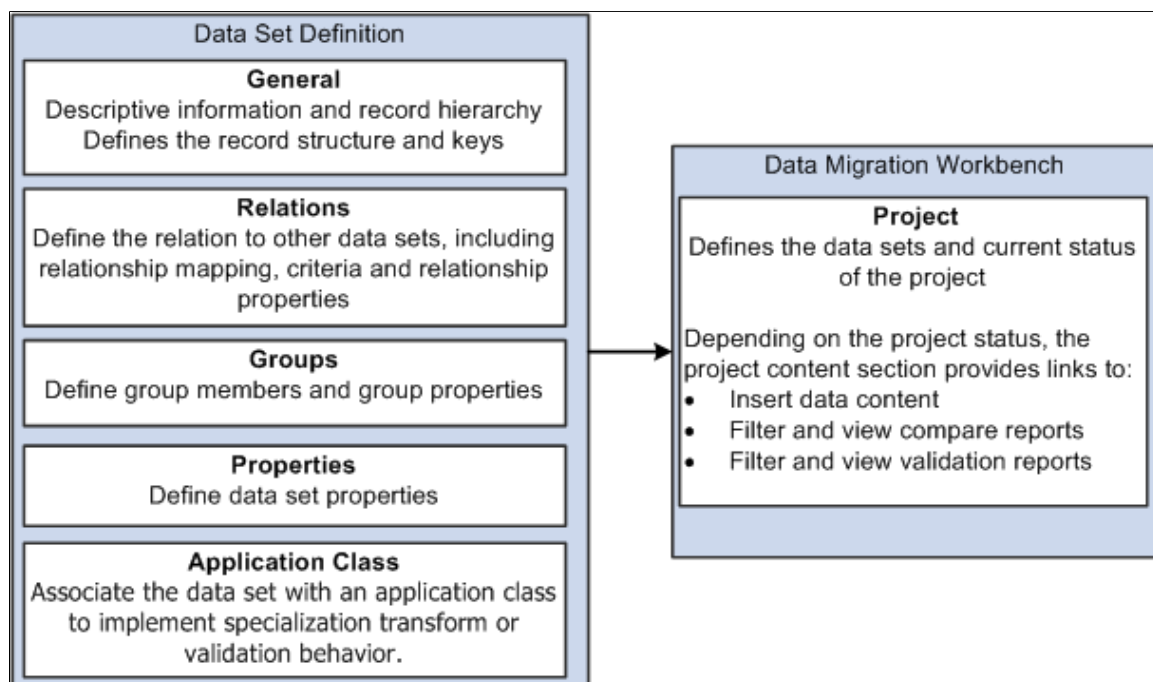 Data Set Definition
General
Descriptive information and record hierarchy
Defines the record structure and keys
Relations
Define the relation to other data sets, including
relationship mapping, criteria and relationship
properties
Groups
Define group members and group properties
Properties
Define data set properties
Application Class
Associate the data set with an application class
to implement specialization transform or
validation behavior.
Data Migration Workbench
Project
Defines the data sets and current status
of the project
Depending on the project status, the
project content section provides links to:
• Insert data content
• Filter and view compare reports
• Filter and view validation reports